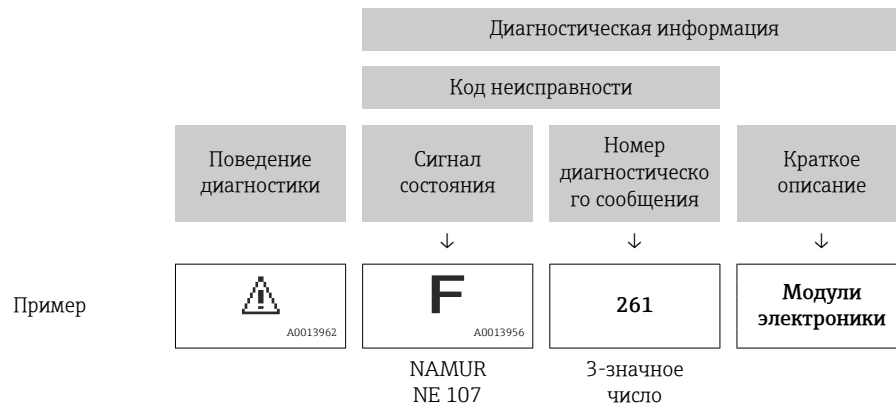 Диагностическая информация
Код неисправности
Поведение
диагностики
Сигнал
состояния
Номер
диагностическо
го сообщения
Краткое
описание
↓
↓
↓
Пример
A0013962
F
A0013956
261
Модули
электроники
NAMUR
NE 107
3-значное
число